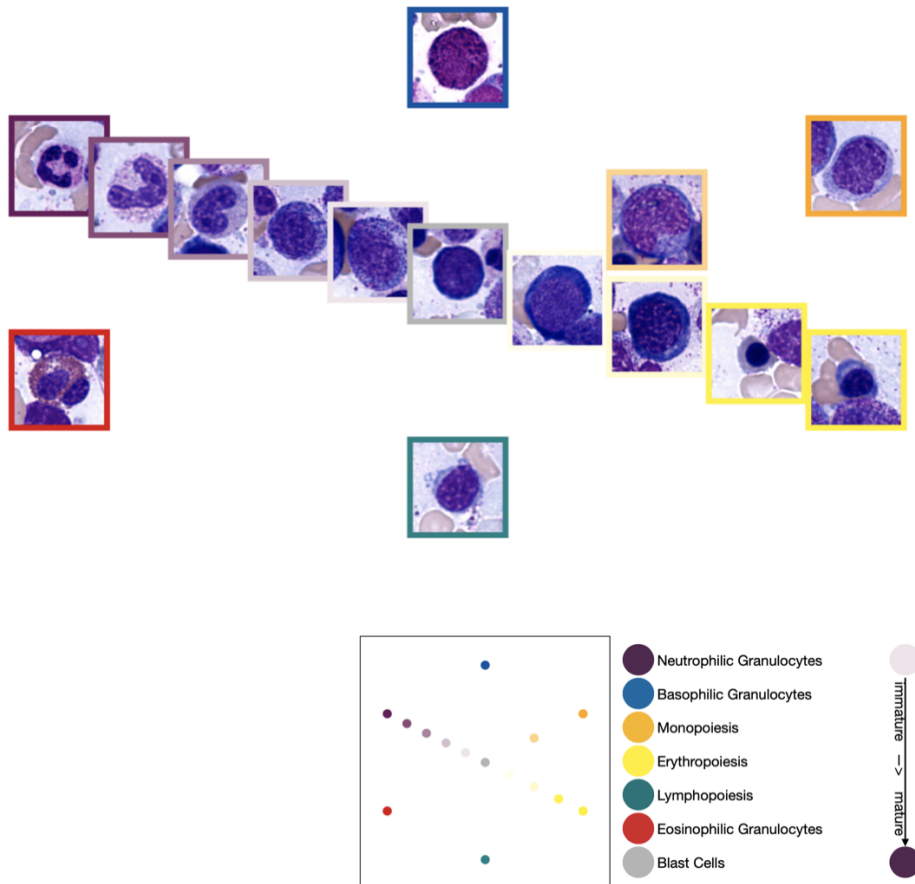 Neutrophilic Granulocytes
Basophilic Granulocytes
Monopoiesis
Erythropoiesis
Lymphopoiesis
Eosinophilic Granulocytes
Blast Cells
immature —> mature